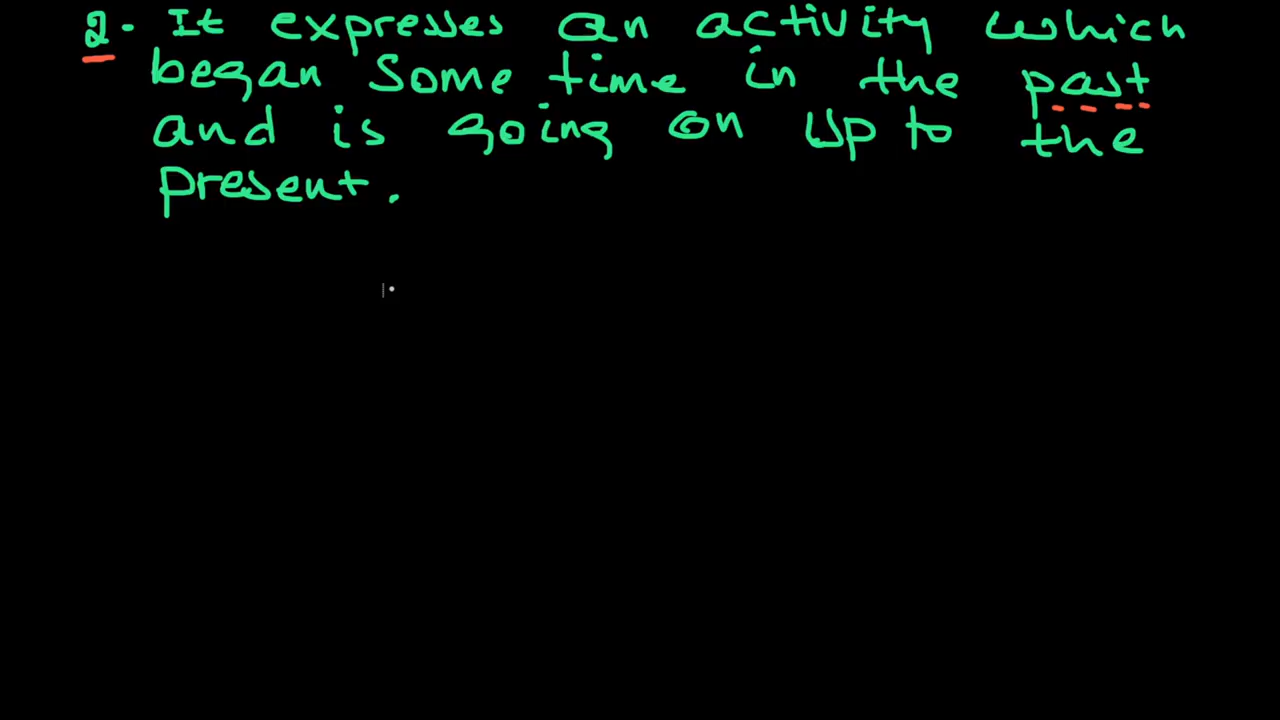 2. It expresses an activity which
began some time in the past
and is going on up to the
present.